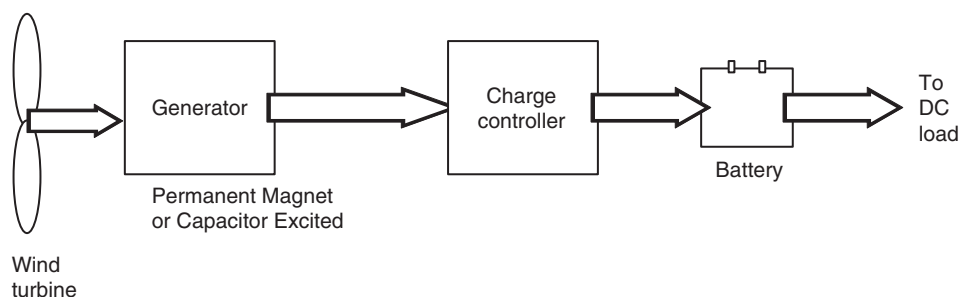 Generator
Charge
controller
To
DC
load
Battery
Permanent Magnet
or Capacitor Excited
Wind
turbine